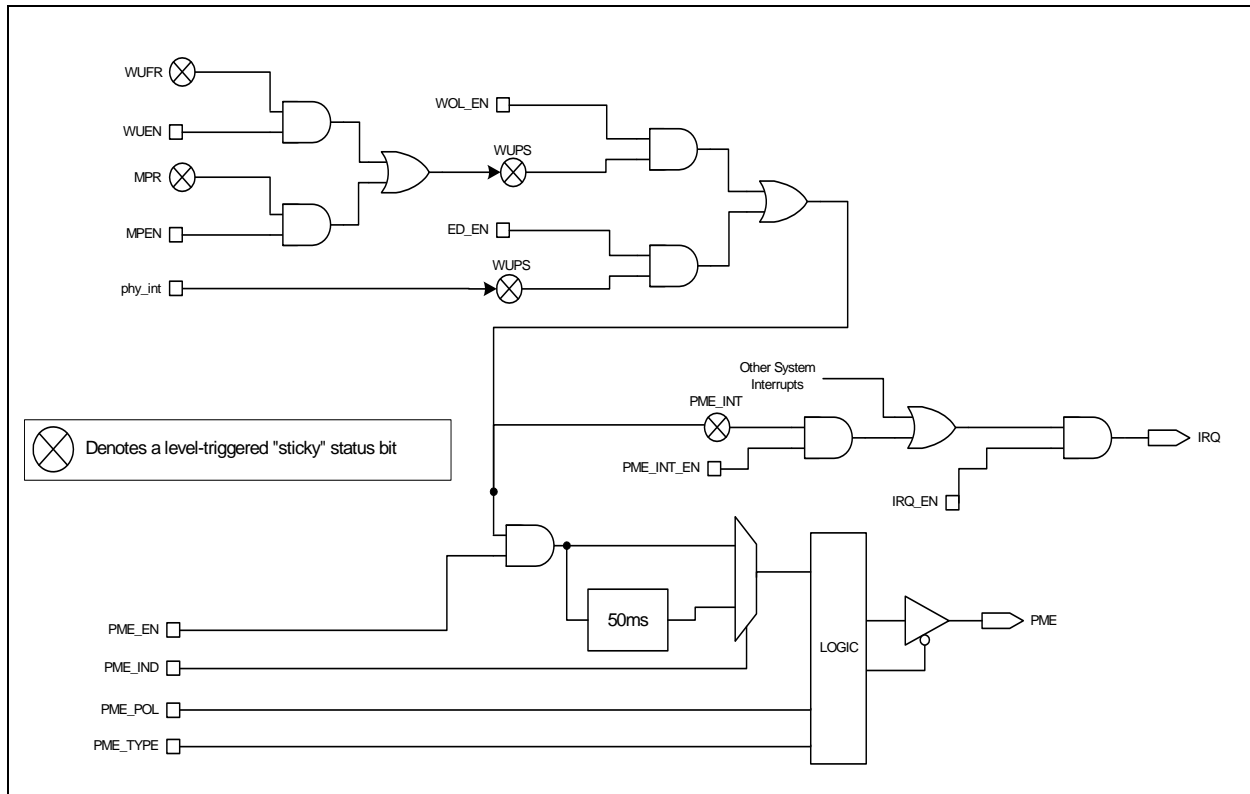 WUFR
WUEN
MPR
MPEN
phy_int
WOL_EN
WUPS
ED_EN
WUPS
Other System
Interrupts
PME_INT
PME_INT_EN
IRQ
IRQ_EN
Denotes a level-triggered "sticky" status bit
50ms
LOGIC
PME
PME_EN
PME_IND
PME_POL
PME_TYPE